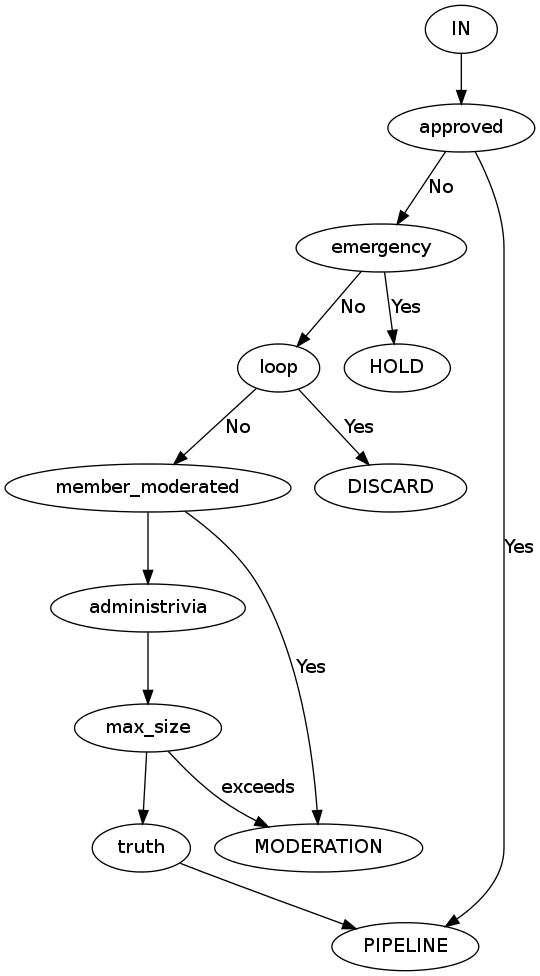 IN
approved
No
emergency
No
Yes
loop
HOLD
No
Yes
member_moderated
DISCARD
Yes
administrivia
Yes
max_size
exceeds
truth
MODERATION
PIPELINE